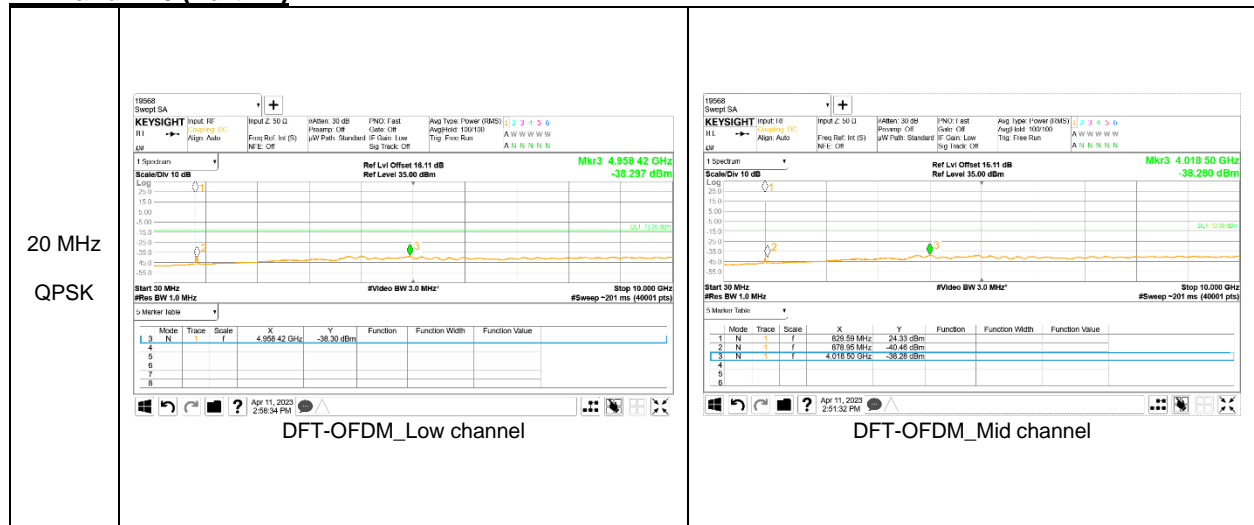 20 MHz
QPSK
19568
Swept SA
KEYSIGHT Input: RF
Coupling: DC
Align: Auto
Input Z: 50 Ω
Freq Ref: Int (S)
NFE: Off
#Atten: 30 dB
Preamp: Off
µW Path: Standard
PNO: Fast
Gate: Off
IF Gain: Low
Sig Track: Off
Avg Type: Power (RMS)
Avg|Hold: 100/100
Trig: Free Run
1 2 3 4 5 6
A W W W W W
A N N N N N
1 Spectrum
Scale/Div 10 dB
Log
Ref Lvl Offset 16.11 dB
Ref Level 35.00 dBm
Mkr3 4.958 42 GHz
-38.297 dBm
25.0
15.0
5.00
-5.00
-15.0
-25.0
-35.0
-45.0
-55.0
1
2
3
Start 30 MHz
#Res BW 1.0 MHz
#Video BW 3.0 MHz*
Stop 10.000 GHz
#Sweep ~201 ms (40001 pts)
5 Marker Table
Mode Trace Scale X Y Function Function Width Function Value
3 N 1 f 4.958 42 GHz -38.30 dBm
4
5
6
7
8
? Apr 11, 2023
2:58:34 PM
DFT-OFDM_Low channel
19568
Swept SA
KEYSIGHT Input: RF
Coupling: DC
Align: Auto
Input Z: 50 Ω
Freq Ref: Int (S)
NFE: Off
#Atten: 30 dB
Preamp: Off
µW Path: Standard
PNO: Fast
Gate: Off
IF Gain: Low
Sig Track: Off
Avg Type: Power (RMS)
Avg|Hold: 100/100
Trig: Free Run
1 2 3 4 5 6
A W W W W W
A N N N N N
1 Spectrum
Scale/Div 10 dB
Log
Ref Lvl Offset 16.11 dB
Ref Level 35.00 dBm
Mkr3 4.018 50 GHz
-38.280 dBm
25.0
15.0
5.00
-5.00
-15.0
-25.0
-35.0
-45.0
-55.0
1
2
3
Start 30 MHz
#Res BW 1.0 MHz
#Video BW 3.0 MHz*
Stop 10.000 GHz
#Sweep ~201 ms (40001 pts)
5 Marker Table
Mode Trace Scale X Y Function Function Width Function Value
1 N 1 f 829.59 MHz 24.33 dBm
2 N 1 f 878.95 MHz -40.46 dBm
3 N 1 f 4.018 50 GHz -38.28 dBm
4
5
6
? Apr 11, 2023
2:51:32 PM
DFT-OFDM_Mid channel